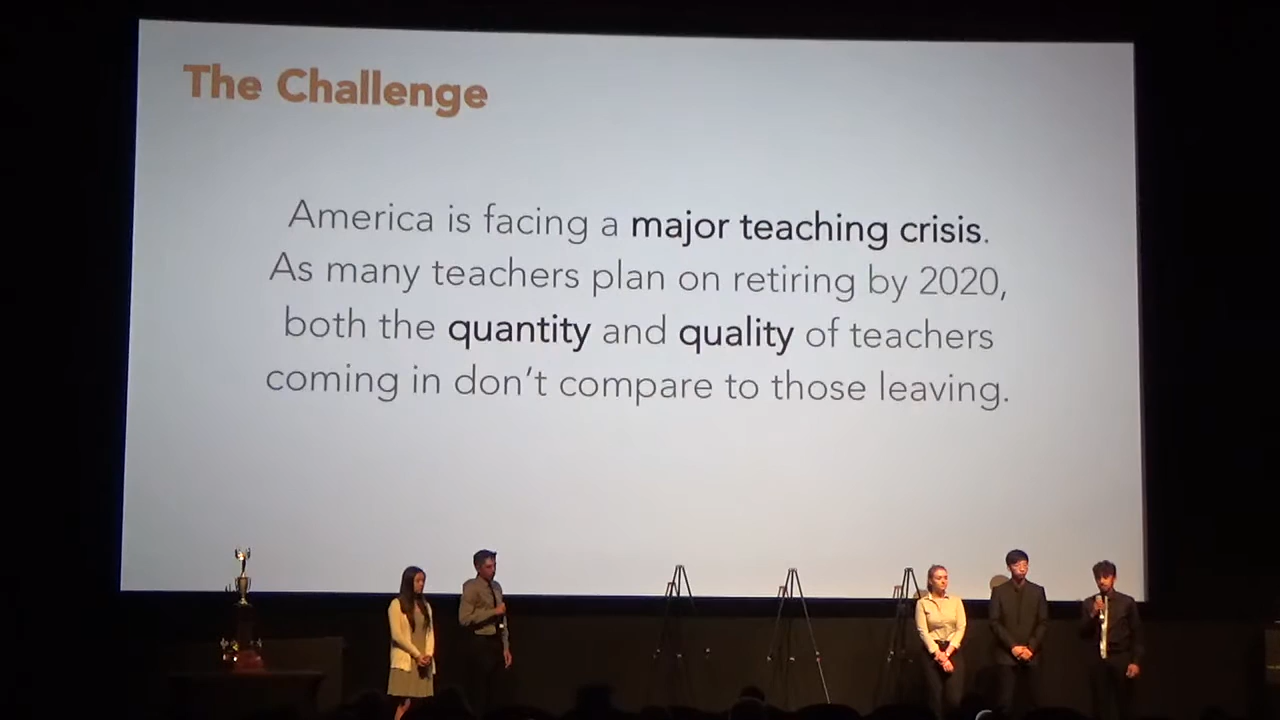 The Challenge
America is facing a major teaching crisis.
As many teachers plan on retiring by 2020,
both the quantity and quality of teachers
coming in don't compare to those leaving.